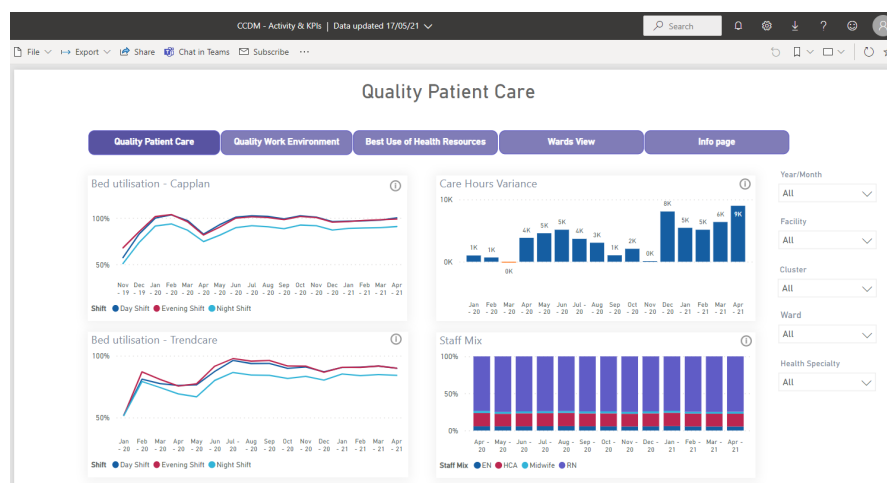 CCDM - Activity & KPIs | Data updated 17/05/21
Search
File
Export
Share
Chat in Teams
Subscribe
Quality Patient Care
Quality Patient Care
Quality Work Environment
Best Use of Health Resources
Wards View
Info page
Bed utilisation - Capplan
100%
50%
Nov Dec Jan Feb Mar Apr May Jun Jul Aug Sep Oct Nov Dec Jan Feb Mar Apr
- 19 - 19 - 20 - 20 - 20 - 20 - 20 - 20 - 20 - 20 - 20 - 20 - 20 - 20 - 21 - 21 - 21 - 21
Shift Day Shift Evening Shift Night Shift
Care Hours Variance
10K
0K
1K 1K 0K 4K 5K 5K 4K 3K 1K 2K 0K 8K 5K 5K 6K 9K
Jan Feb Mar Apr May Jun Jul - Aug Sep Oct Nov Dec Jan Feb Mar Apr
- 20 - 20 - 20 - 20 - 20 - 20 20 - 20 - 20 - 20 - 20 - 20 - 21 - 21 - 21 - 21
Year/Month
All
Facility
All
Cluster
All
Ward
All
Health Specialty
All
Bed utilisation - Trendcare
100%
50%
Jan Feb Mar Apr May Jun Jul - Aug Sep Oct Nov Dec Jan Feb Mar Apr
- 20 - 20 - 20 - 20 - 20 - 20 20 - 20 - 20 - 20 - 20 - 20 - 21 - 21 - 21 - 21
Shift Day Shift Evening Shift Night Shift
Staff Mix
100%
50%
0%
Apr - May - Jun - Jul - Aug - Sep - Oct - Nov - Dec - Jan - Feb - Mar - Apr -
20 20 20 20 20 20 20 20 20 21 21 21 21
Staff Mix EN HCA Midwife RN